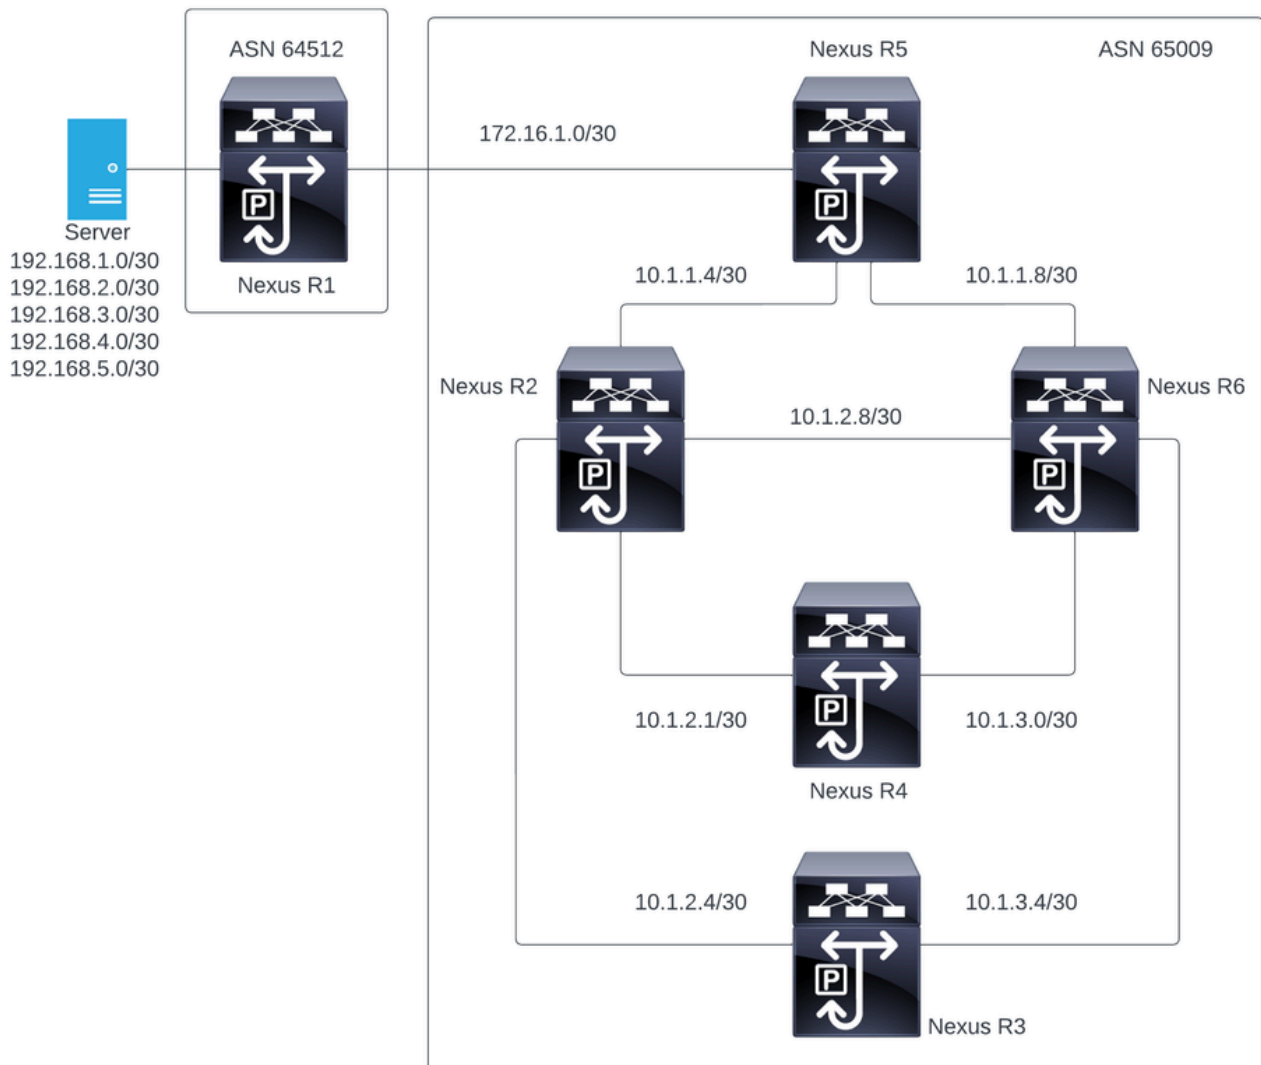 ASN 64512
Nexus R5
ASN 65009
172.16.1.0/30
P
P
Server
192.168.1.0/30
192.168.2.0/30
192.168.3.0/30
192.168.4.0/30
192.168.5.0/30
Nexus R1
10.1.1.4/30
10.1.1.8/30
Nexus R2
Nexus R6
10.1.2.8/30
P
P
10.1.2.1/30
P
10.1.3.0/30
Nexus R4
10.1.2.4/30
10.1.3.4/30
P
Nexus R3